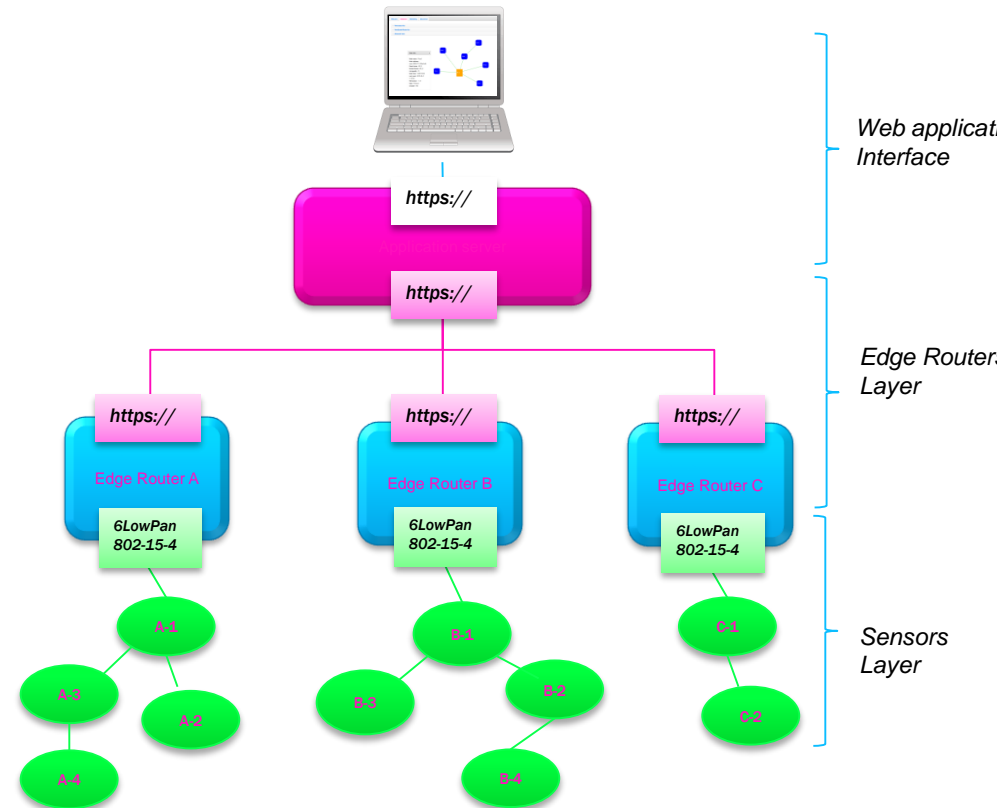 Web applicati
Interface
https://
Application server
https://
Edge Routers
Layer
https://
https://
https://
Edge Router A
Edge Router B
Edge Router C
6LowPan
802-15-4
6LowPan
802-15-4
6LowPan
802-15-4
A-1
B-1
C-1
Sensors
Layer
A-3
A-2
B-3
B-2
C-2
A-4
B-4